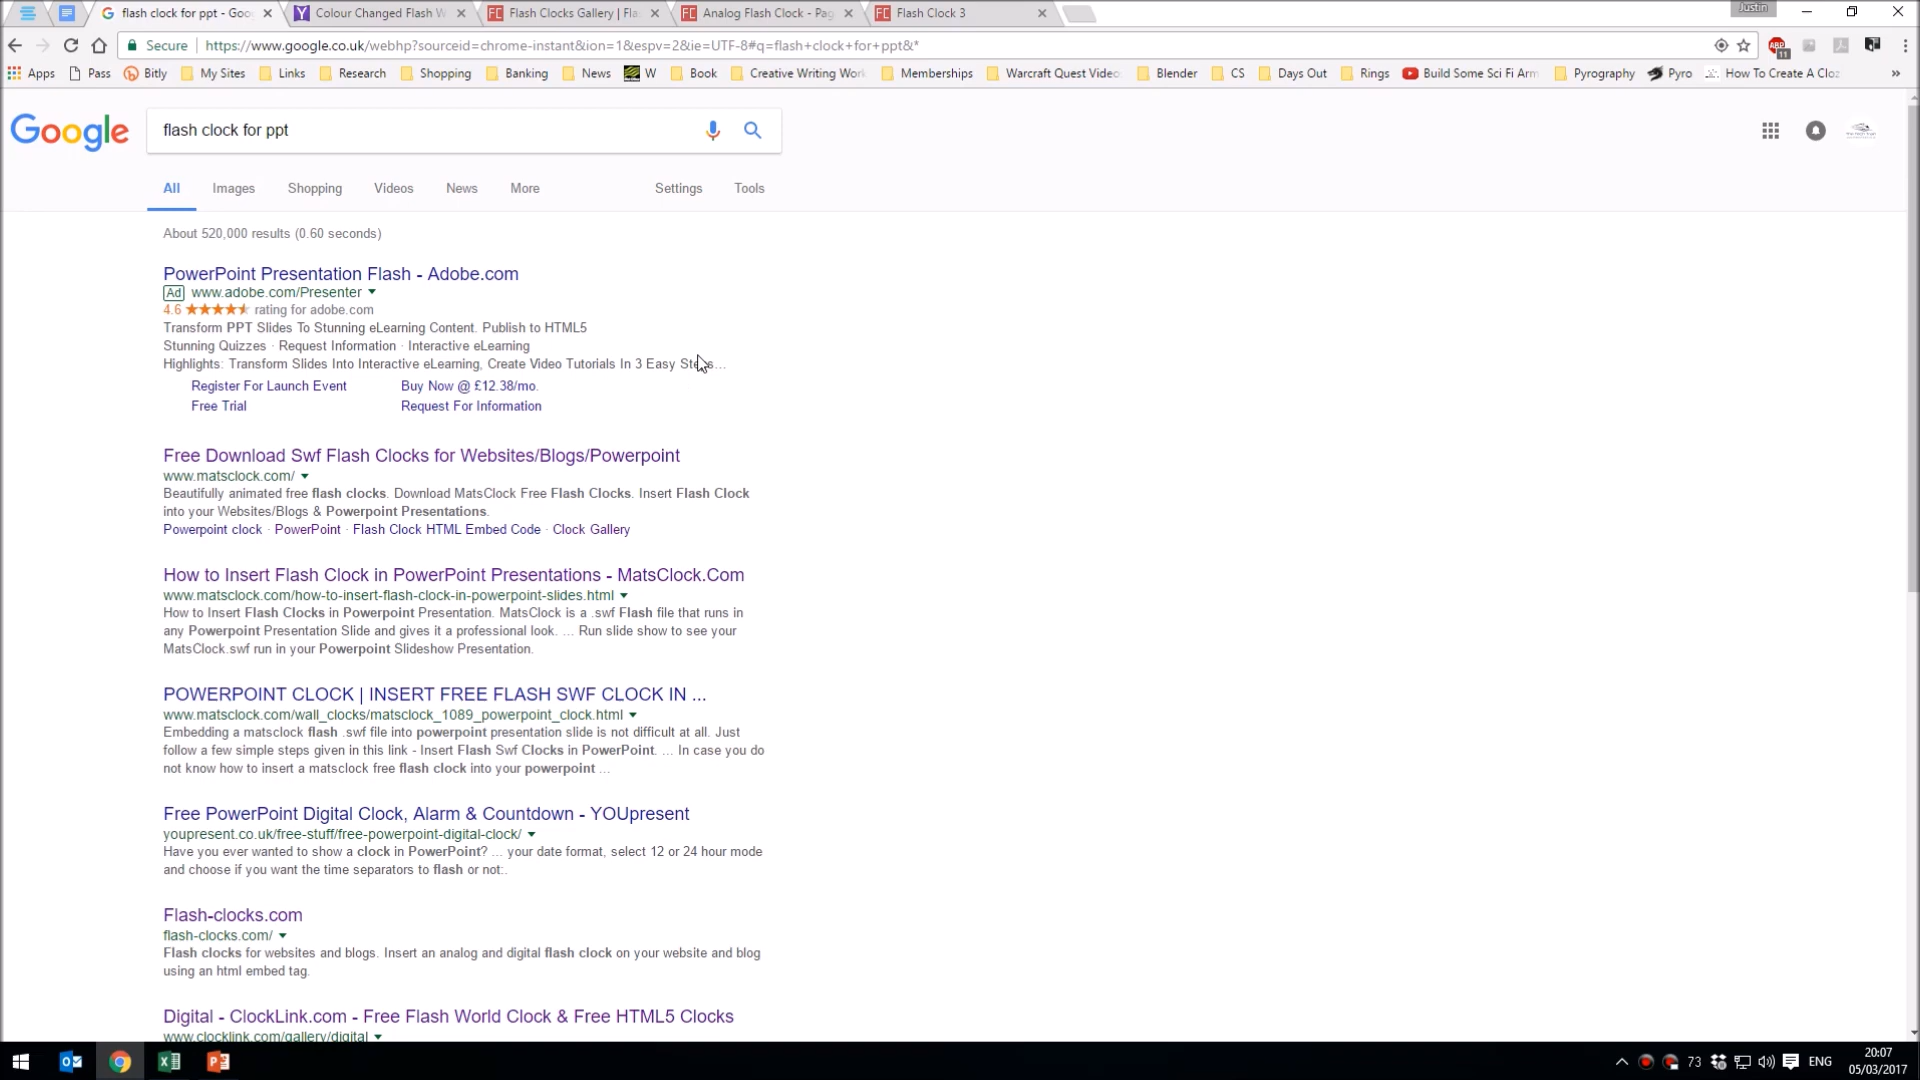 flash clock for ppt - Goo
Colour Changed Flash W
Flash Clocks Gallery | Fla
Analog Flash Clock - Pag
Flash Clock 3
Justin
Secure
https://www.google.co.uk/webhp?sourceid=chrome-instant&ion=1&espv=2&ie=UTF-8#q=flash+clock+for+ppt&*
ABP
11
Apps
Pass
Bitly
My Sites
Links
Research
Shopping
Banking
News
W
Book
Creative Writing Work
Memberships
Warcraft Quest Video
Blender
CS
Days Out
Rings
Build Some Sci Fi Arm
Pyrography
Pyro
How To Create A Cloz
»
Google
flash clock for ppt
All
Images
Shopping
Videos
News
More
Settings
Tools
About 520,000 results (0.60 seconds)
PowerPoint Presentation Flash - Adobe.com
Ad www.adobe.com/Presenter
4.6 ★★★★★ rating for adobe.com
Transform PPT Slides To Stunning eLearning Content. Publish to HTML5
Stunning Quizzes · Request Information · Interactive eLearning
Highlights: Transform Slides Into Interactive eLearning, Create Video Tutorials In 3 Easy Steps…
Register For Launch Event
Buy Now @ £12.38/mo.
Free Trial
Request For Information
Free Download Swf Flash Clocks for Websites/Blogs/Powerpoint
www.matsclock.com/
Beautifully animated free flash clocks. Download MatsClock Free Flash Clocks. Insert Flash Clock
into your Websites/Blogs & Powerpoint Presentations.
Powerpoint clock · PowerPoint · Flash Clock HTML Embed Code · Clock Gallery
How to Insert Flash Clock in PowerPoint Presentations - MatsClock.Com
www.matsclock.com/how-to-insert-flash-clock-in-powerpoint-slides.html
How to Insert Flash Clocks in Powerpoint Presentation. MatsClock is a .swf Flash file that runs in
any Powerpoint Presentation Slide and gives it a professional look. ... Run slide show to see your
MatsClock.swf run in your Powerpoint Slideshow Presentation.
POWERPOINT CLOCK | INSERT FREE FLASH SWF CLOCK IN ...
www.matsclock.com/wall_clocks/matsclock_1089_powerpoint_clock.html
Embedding a matsclock flash .swf file into powerpoint presentation slide is not difficult at all. Just
follow a few simple steps given in this link - Insert Flash Swf Clocks in PowerPoint. ... In case you do
not know how to insert a matsclock free flash clock into your powerpoint ...
Free PowerPoint Digital Clock, Alarm & Countdown - YOUpresent
youpresent.co.uk/free-stuff/free-powerpoint-digital-clock/
Have you ever wanted to show a clock in PowerPoint? ... your date format, select 12 or 24 hour mode
and choose if you want the time separators to flash or not:.
Flash-clocks.com
flash-clocks.com/
Flash clocks for websites and blogs. Insert an analog and digital flash clock on your website and blog
using an html embed tag.
Digital - ClockLink.com - Free Flash World Clock & Free HTML5 Clocks
www.clocklink.com/gallery/digital
73
ENG
20:07
05/03/2017